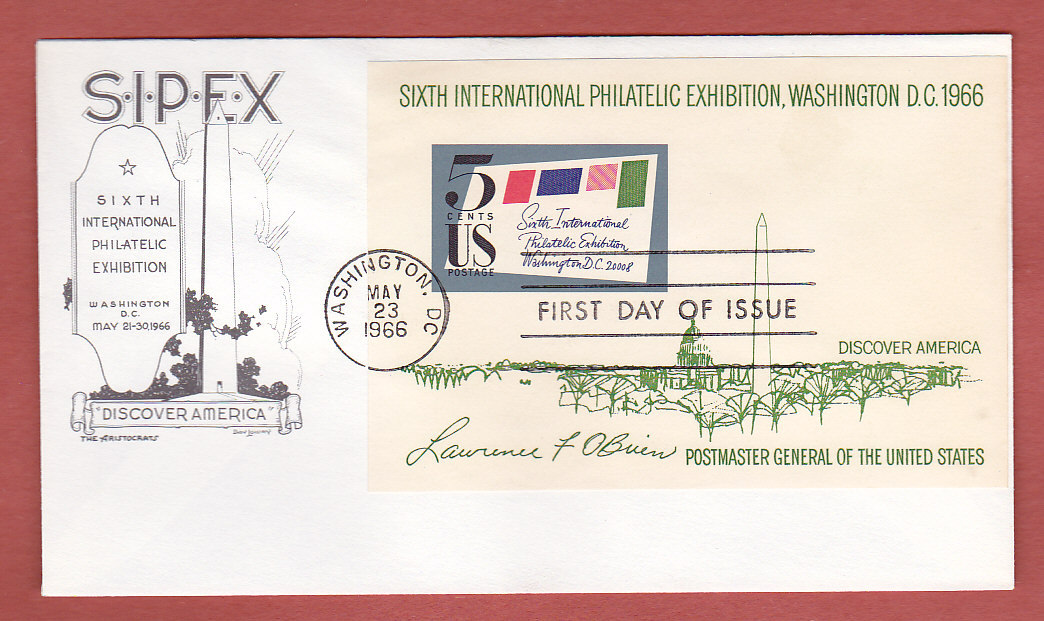 S·I·P·E·X
SIXTH
INTERNATIONAL
PHILATELIC
EXHIBITION
WASHINGTON
D.C.
MAY 21-30,1966
"DISCOVER AMERICA"
THE ARISTOCRATS
SIXTH INTERNATIONAL PHILATELIC EXHIBITION, WASHINGTON D.C. 1966
5
CENTS
US
POSTAGE
Sixth International
Philatelic Exhibition
Washington D.C. 20008
WASHINGTON, DC
MAY
23
1966
FIRST DAY OF ISSUE
DISCOVER AMERICA
Lawrence F O'Brien POSTMASTER GENERAL OF THE UNITED STATES